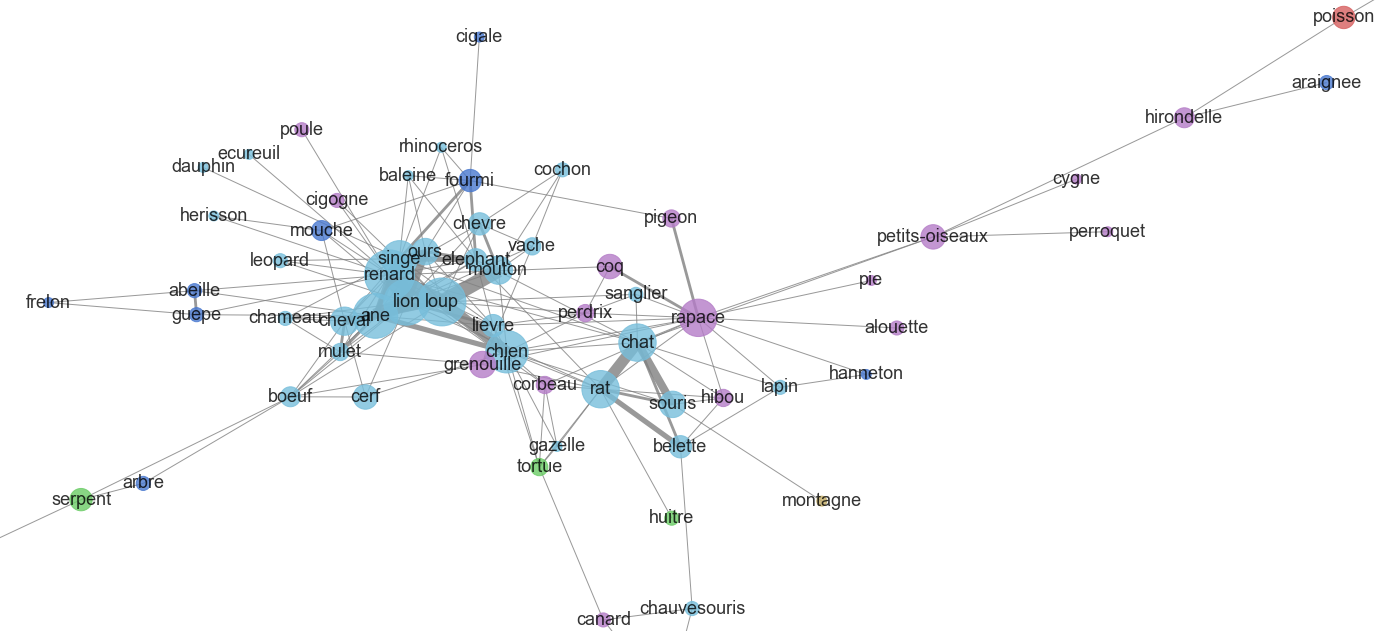 poisson
cigale
araignee
hirondelle
poule
rhinoceros
ecureuil
dauphin
cochon
baleine
fourmi
cygne
cigogne
herisson
pigeon
chevre
mouche
perroquet
petits-oiseaux
vache
ours
singe
elephant
leopard
coq
mouton
renard
pie
abeille
sanglier
frelon
lion
loup
perdrix
guepe
ane
chameau
cheval
rapace
lievre
alouette
chat
mulet
chien
grenouille
hanneton
corbeau
rat
lapin
boeuf
cerf
souris
hibou
gazelle
belette
tortue
arbre
serpent
montagne
huitre
chauvesouris
canard